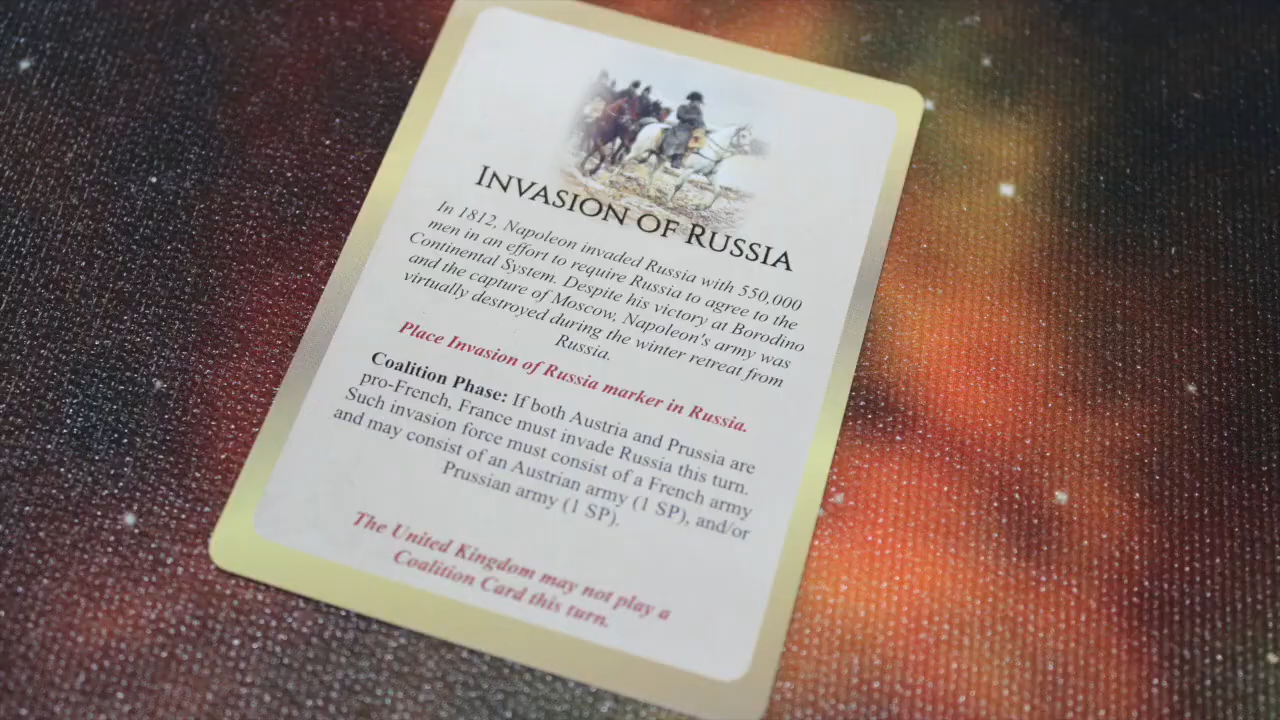 INVASION OF RUSSIA
In 1812, Napoleon invaded Russia with 550,000
men in an effort to require Russia to agree to the
Continental System. Despite his victory at Borodino
and the capture of Moscow, Napoleon's army was
virtually destroyed during the winter retreat from
Russia.
Place Invasion of Russia marker in Russia.
Coalition Phase: If both Austria and Prussia are
pro-French, France must invade Russia this turn.
Such invasion force must consist of a French army
and may consist of an Austrian army (1 SP), and/or
Prussian army (1 SP).
The United Kingdom may not play a
Coalition Card this turn.